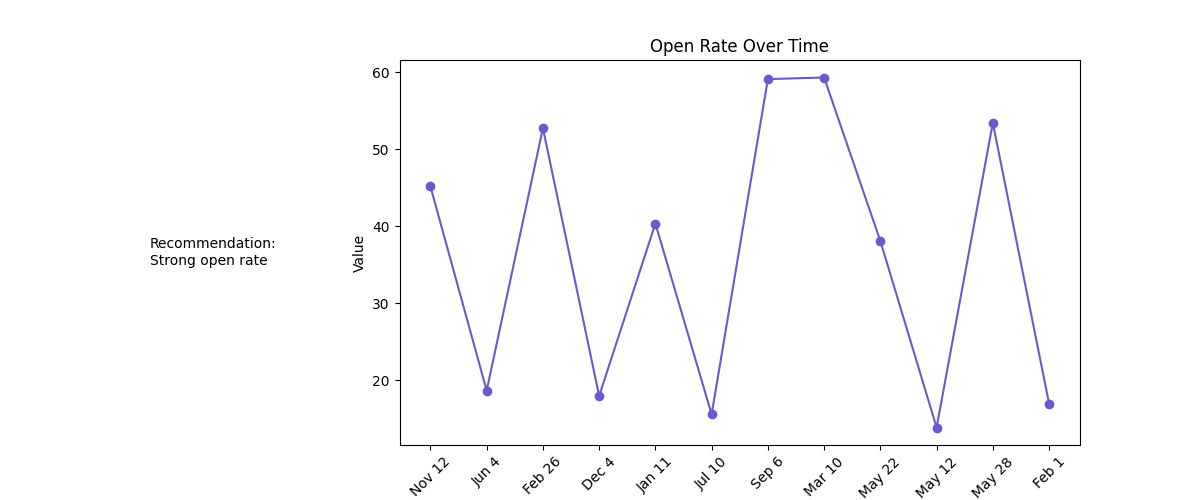 Open Rate Over Time
Recommendation:
Strong open rate
Value
60
50
40
30
20
Nov 12
Jun 4
Feb 26
Dec 4
Jan 11
Jul 10
Sep 6
Mar 10
May 22
May 12
May 28
Feb 1